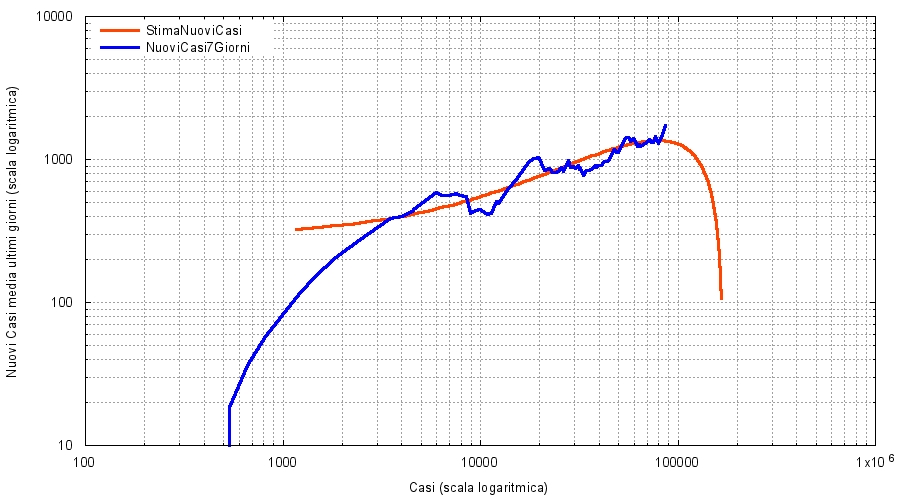 StimaNuoviCasi
NuoviCasi7Giorni
Nuovi Casi media ultimi giorni (scala logaritmica)
10000
1000
100
10
100
1000
10000
100000
1x10 6
Casi (scala logaritmica)